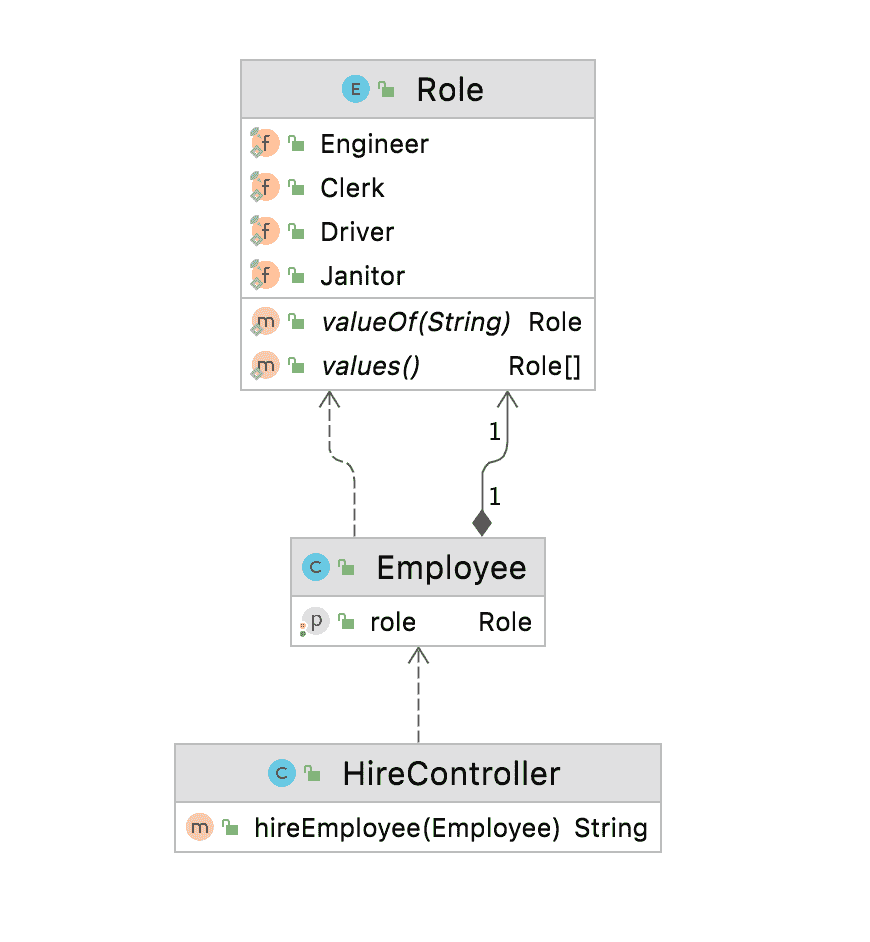 E Role
f Engineer
f Clerk
f Driver
f Janitor
m valueOf(String) Role
m values() Role[]
1
1
C Employee
p role Role
C HireController
m hireEmployee(Employee) String